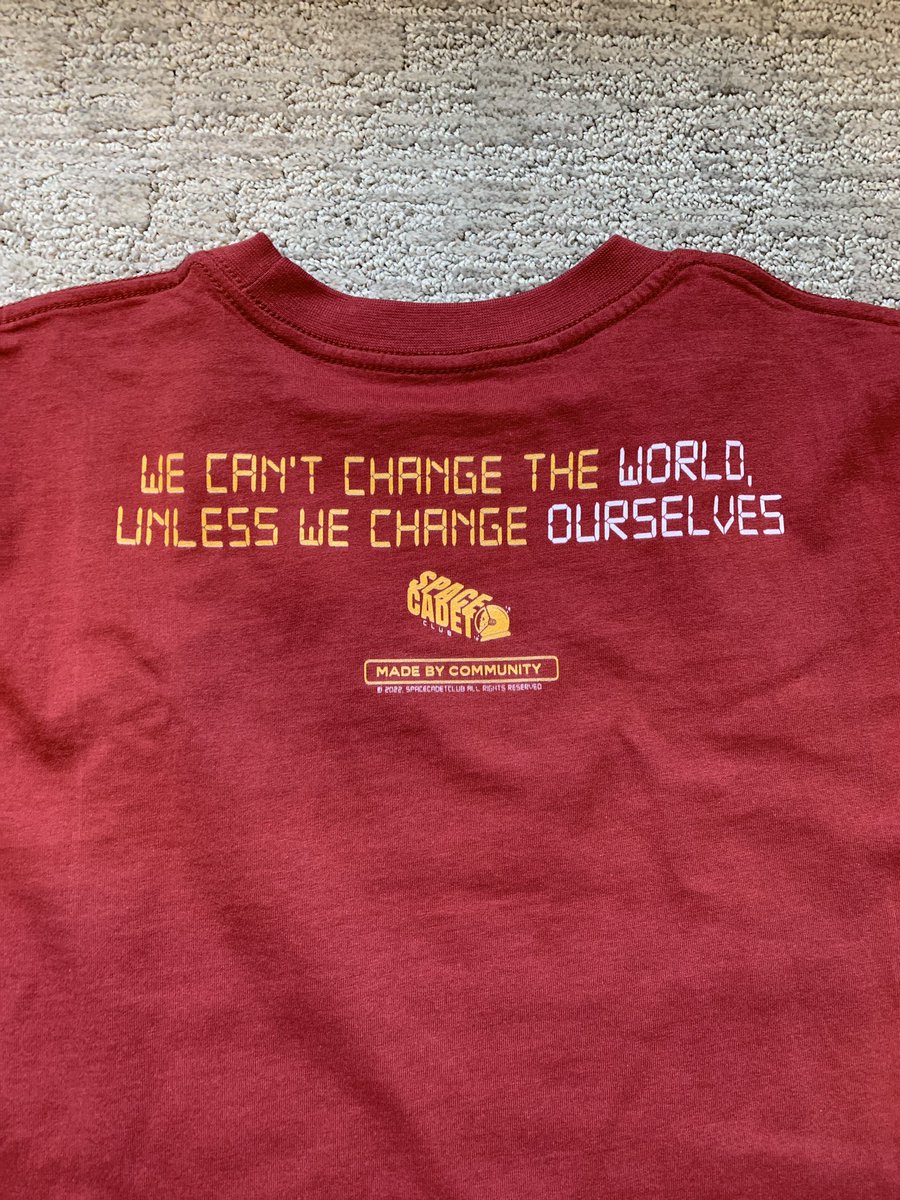 WE CAN'T CHANGE THE WORLD,
UNLESS WE CHANGE OURSELVES
SPACE
CADET
CLUB
MADE BY COMMUNITY
© 2022, SPACECADETCLUB ALL RIGHTS RESERVED